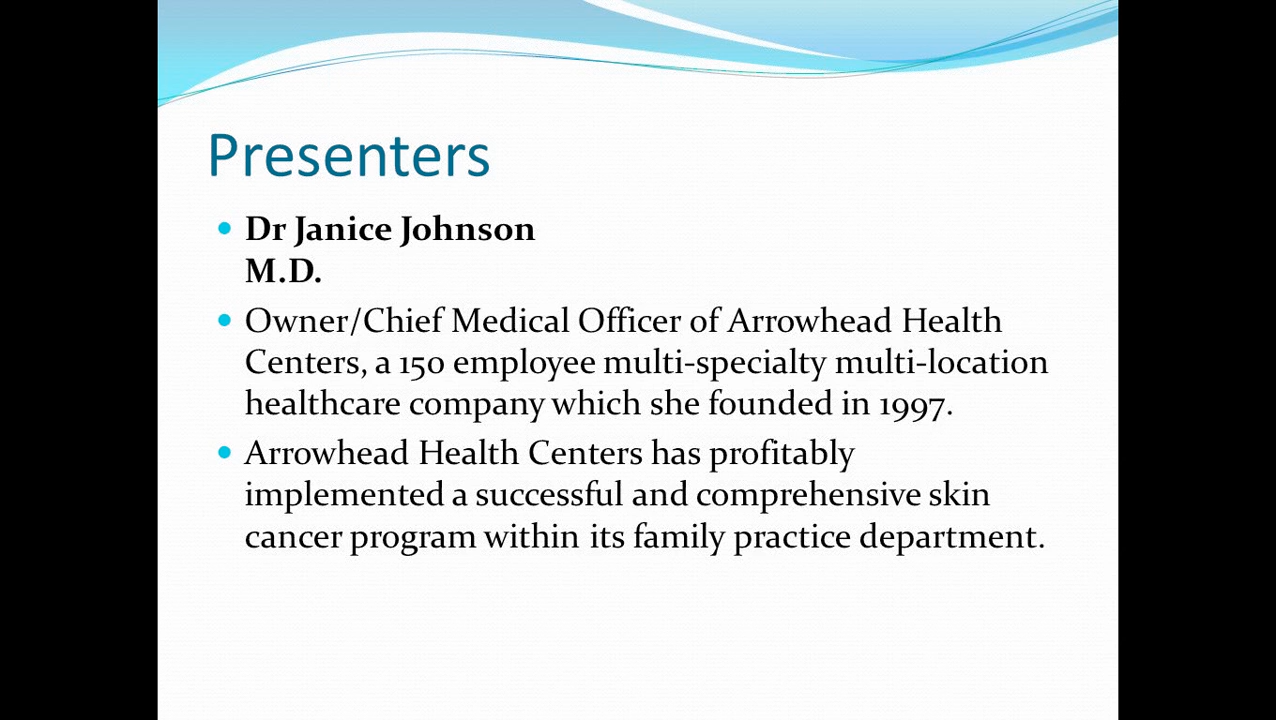 Presenters
Dr Janice Johnson
M.D.
Owner/Chief Medical Officer of Arrowhead Health
Centers, a 150 employee multi-specialty multi-location
healthcare company which she founded in 1997.
Arrowhead Health Centers has profitably
implemented a successful and comprehensive skin
cancer program within its family practice department.